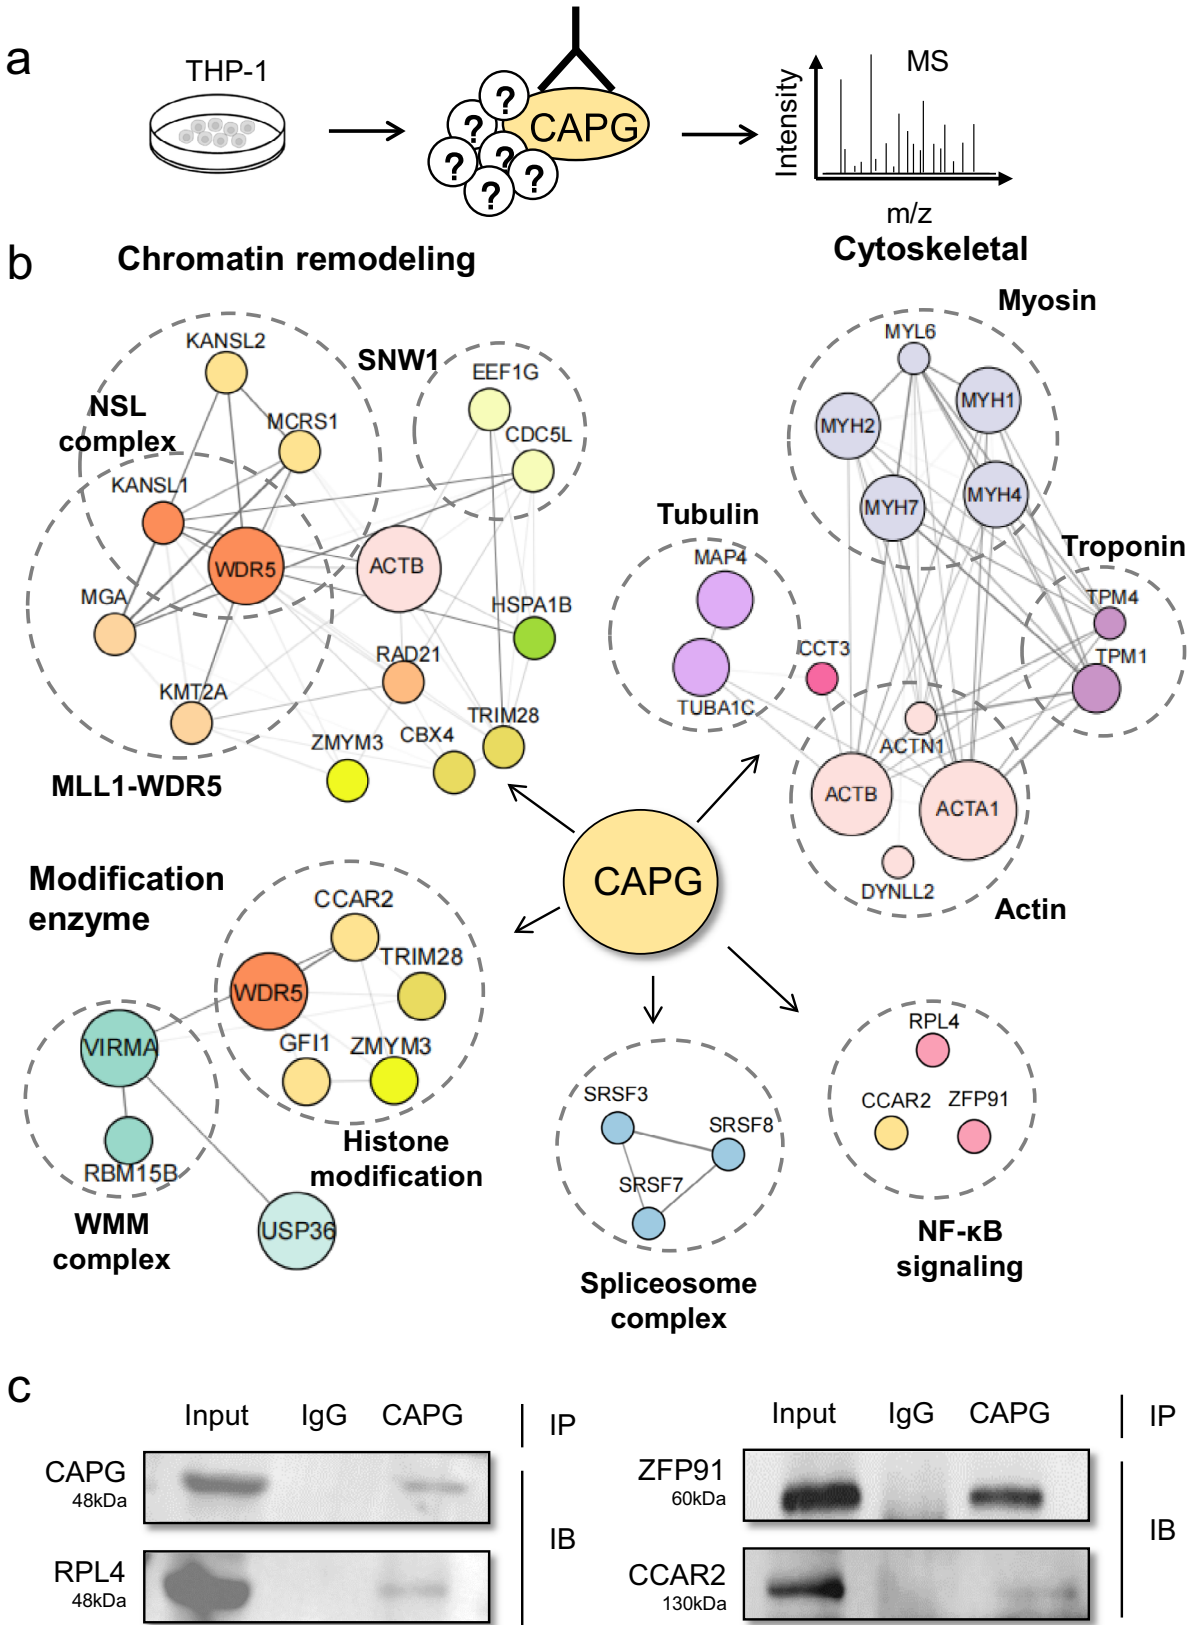 a
THP-1
?
?
?
?
?
?
CAPG
Intensity
MS
m/z
b
Chromatin remodeling
Cytoskeletal
Myosin
KANSL2
SNW1
EEF1G
MYL6
NSL
complex
MCRS1
CDC5L
MYH2
MYH1
KANSL1
MYH7
MYH4
WDR5
ACTB
Tubulin
MAP4
Troponin
MGA
HSPA1B
TPM4
RAD21
CCT3
TPM1
KMT2A
TUBA1C
ZMYM3
CBX4
TRIM28
ACTN1
MLL1-WDR5
ACTB
ACTA1
CAPG
DYNLL2
Actin
Modification
enzyme
CCAR2
TRIM28
WDR5
VIRMA
GFI1
ZMYM3
RBM15B
Histone
modification
WMM
complex
USP36
SRSF3
SRSF8
SRSF7
Spliceosome
complex
RPL4
CCAR2
ZFP91
NF-κB
signaling
c
Input IgG CAPG
IP
CAPG
48kDa
RPL4
48kDa
IB
Input IgG CAPG
IP
ZFP91
60kDa
CCAR2
130kDa
IB